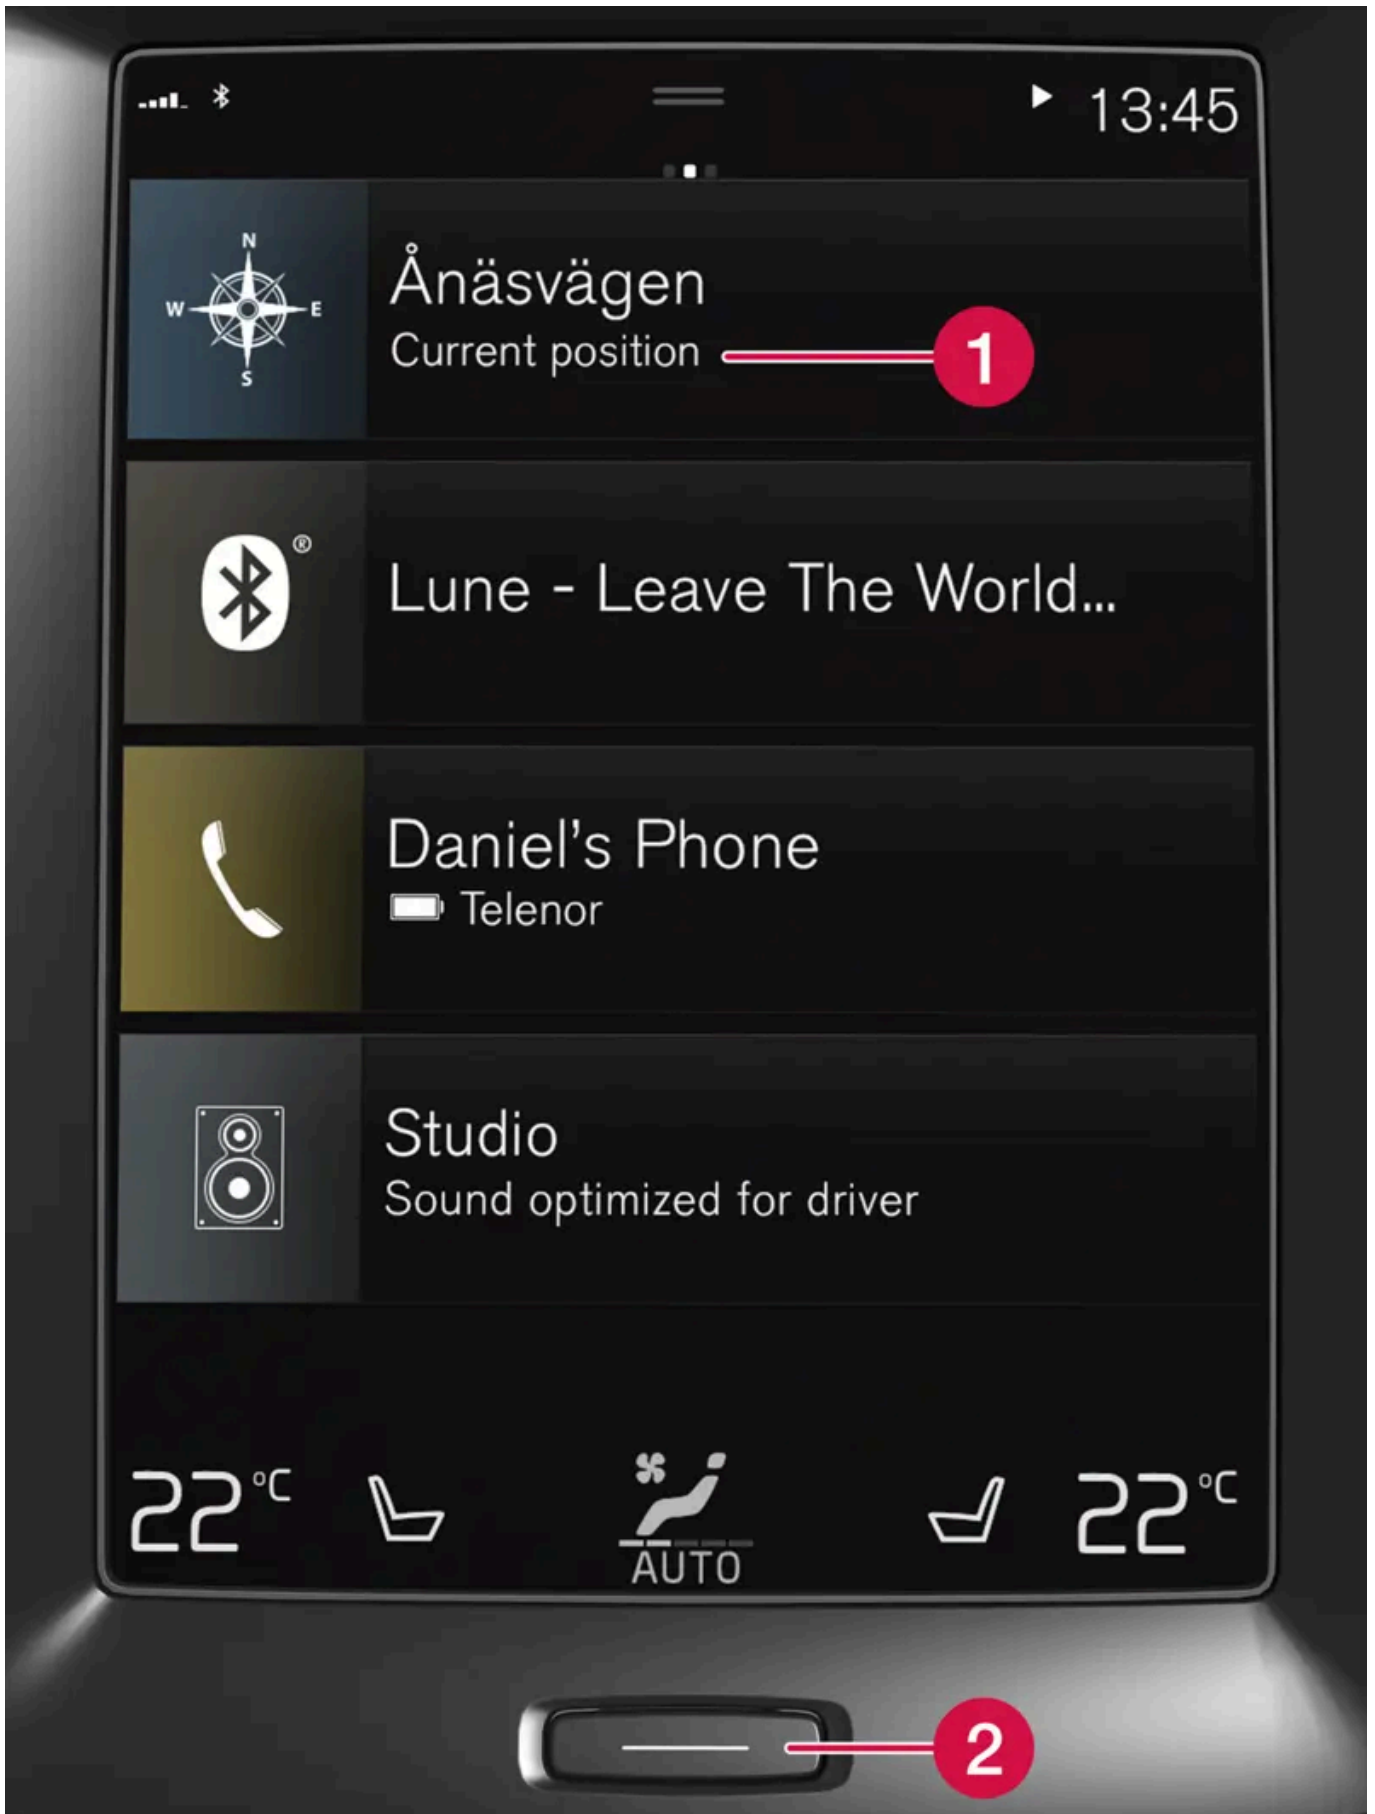 13:45
N
W E
S
Ånäsvägen
Current position
1
®
Lune - Leave The World...
Daniel's Phone
Telenor
Studio
Sound optimized for driver
22°C
22°C
AUTO
2